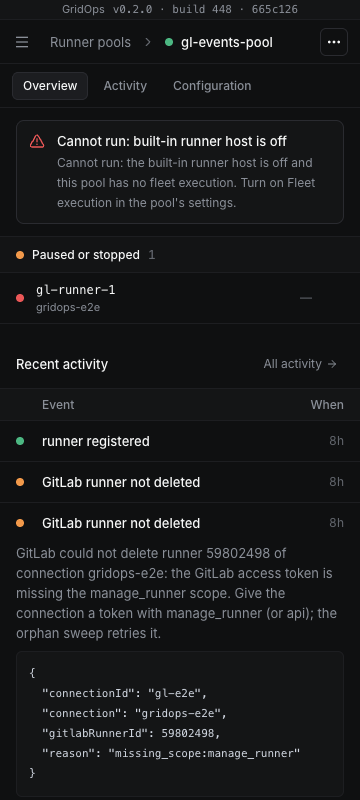 GridOps v0.2.0 · build 448 · 665c126
Runner pools > gl-events-pool
Overview Activity Configuration
Cannot run: built-in runner host is off
Cannot run: the built-in runner host is off and
this pool has no fleet execution. Turn on Fleet
execution in the pool's settings.
Paused or stopped 1
gl-runner-1 —
gridops-e2e
Recent activity All activity →
Event When
runner registered 8h
GitLab runner not deleted 8h
GitLab runner not deleted 8h
GitLab could not delete runner 59802498 of
connection gridops-e2e: the GitLab access token is
missing the manage_runner scope. Give the
connection a token with manage_runner (or api); the
orphan sweep retries it.
{
"connectionId": "gl-e2e",
"connection": "gridops-e2e",
"gitlabRunnerId": 59802498,
"reason": "missing_scope:manage_runner"
}